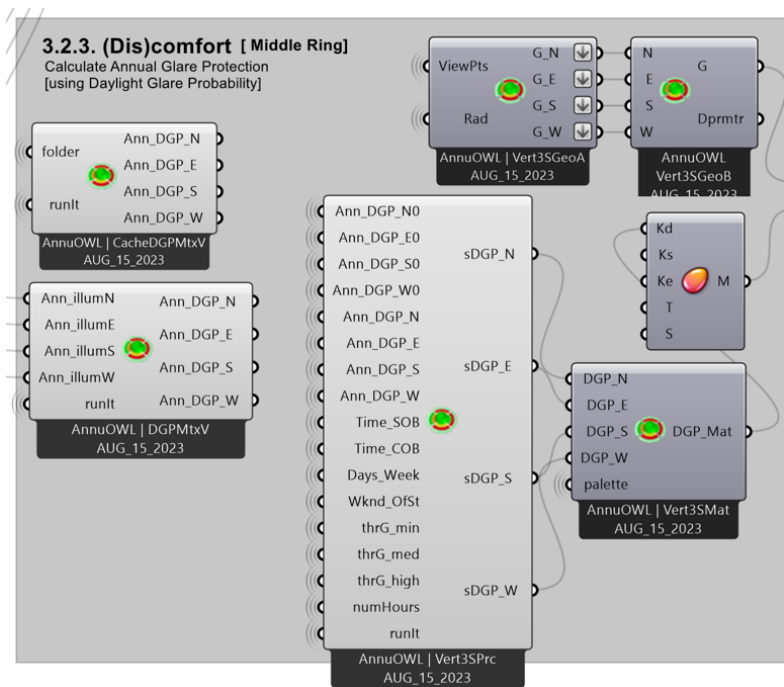 3.2.3. (Dis)comfort [ Middle Ring]
Calculate Annual Glare Protection
[using Daylight Glare Probability]
folder
runIt
Ann_DGP_N
Ann_DGP_E
Ann_DGP_S
Ann_DGP_W
AnnuOWL | CacheDGPMtxV
AUG_15_2023
Ann_illumN
Ann_illumE
Ann_illumS
Ann_illumW
runIt
Ann_DGP_N
Ann_DGP_E
Ann_DGP_S
Ann_DGP_W
AnnuOWL | DGPMtxV
AUG_15_2023
ViewPts
Rad
G_N
G_E
G_S
G_W
AnnuOWL | Vert3SGeoA
AUG_15_2023
N
E
S
W
G
Dprmtr
AnnuOWL
Vert3SGeoB
AUG_15_2023
Ann_DGP_N0
Ann_DGP_E0
Ann_DGP_S0
Ann_DGP_W0
Ann_DGP_N
Ann_DGP_E
Ann_DGP_S
Ann_DGP_W
Time_SOB
Time_COB
Days_Week
Wknd_OfSt
thrG_min
thrG_med
thrG_high
numHours
runIt
sDGP_N
sDGP_E
sDGP_S
sDGP_W
AnnuOWL | Vert3SPrc
AUG_15_2023
Kd
Ks
Ke
T
S
M
DGP_N
DGP_E
DGP_S
DGP_W
palette
DGP_Mat
AnnuOWL | Vert3SMat
AUG_15_2023